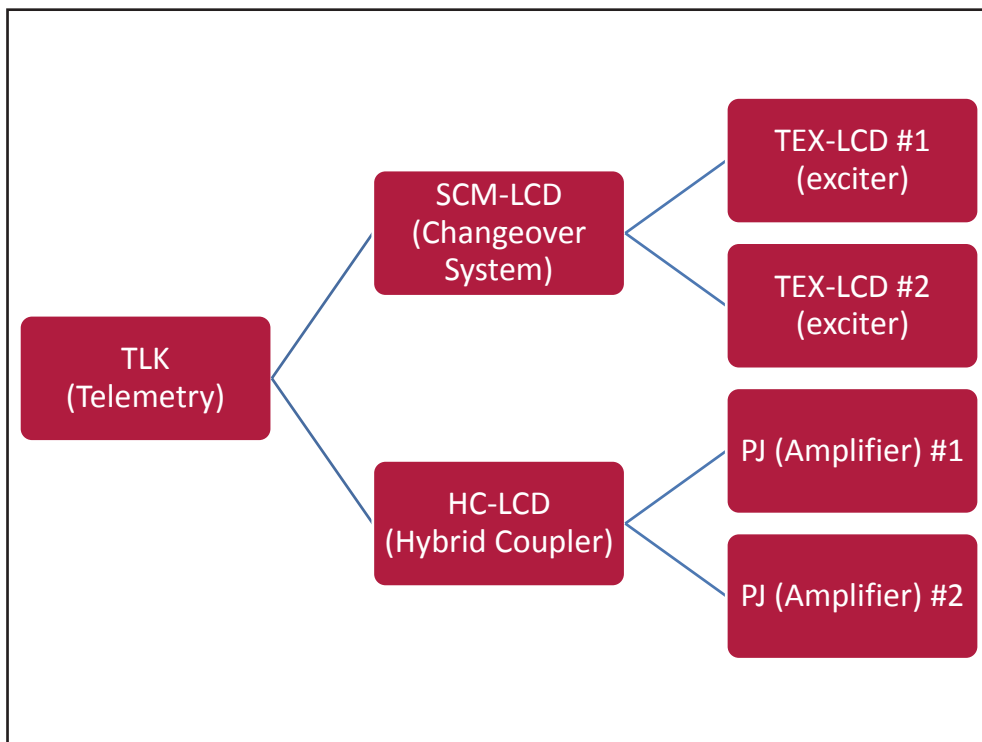 TLK
(Telemetry)
SCM-LCD
(Changeover
System)
HC-LCD
(Hybrid Coupler)
TEX-LCD #1
(exciter)
TEX-LCD #2
(exciter)
PJ (Amplifier) #1
PJ (Amplifier) #2